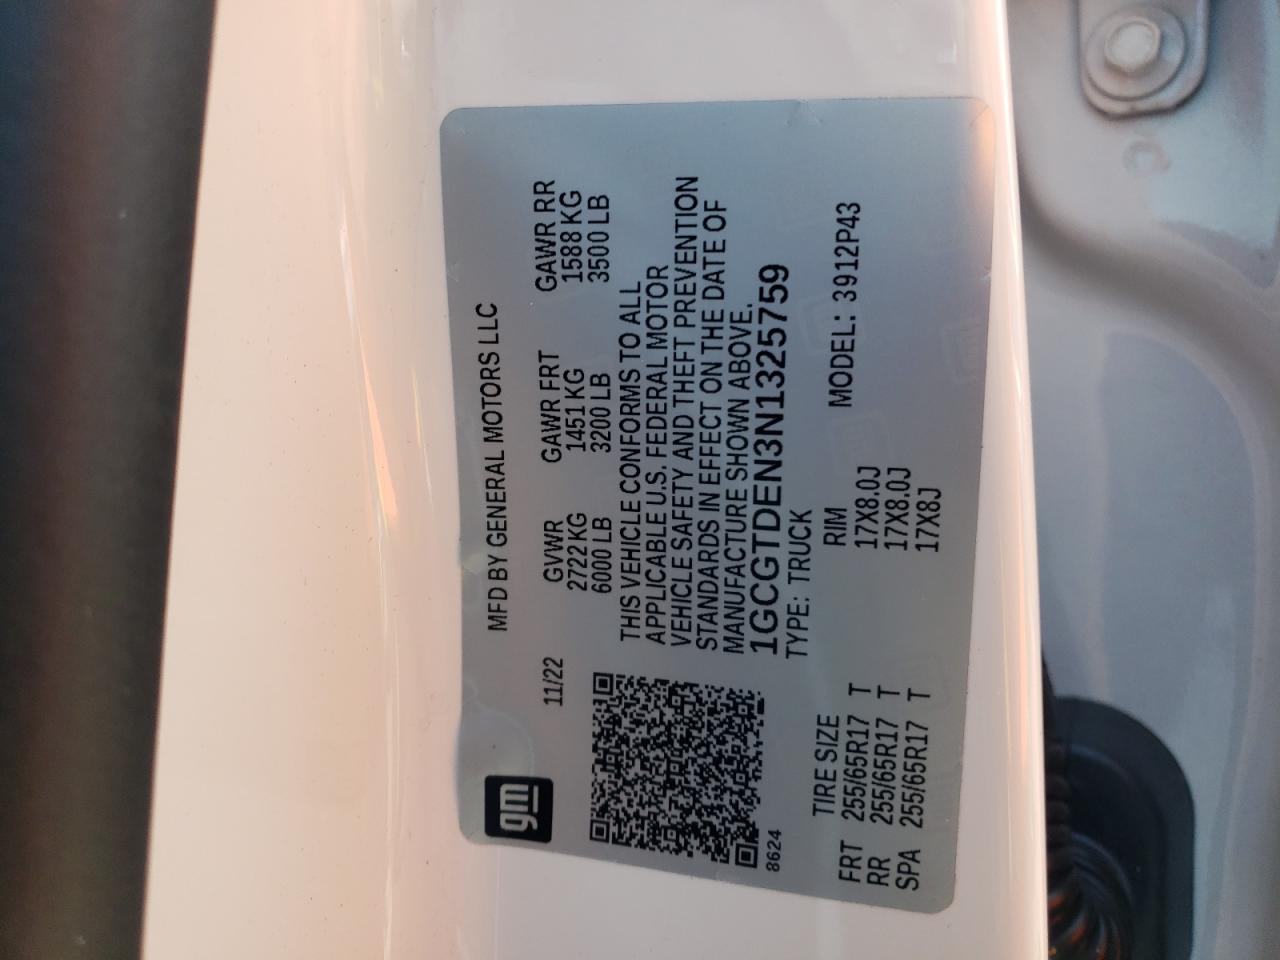 gm
MFD BY GENERAL MOTORS LLC
11/22
GVWR GAWR FRT GAWR RR
2722 KG 1451 KG 1588 KG
6000 LB 3200 LB 3500 LB
THIS VEHICLE CONFORMS TO ALL
APPLICABLE U.S. FEDERAL MOTOR
VEHICLE SAFETY AND THEFT PREVENTION
STANDARDS IN EFFECT ON THE DATE OF
MANUFACTURE SHOWN ABOVE.
1GCGTDEN3N1325759
8624
TYPE: TRUCK
TIRE SIZE RIM MODEL: 3912P43
FRT 255/65R17 T 17X8.0J
RR 255/65R17 T 17X8.0J
SPA 255/65R17 T 17X8J